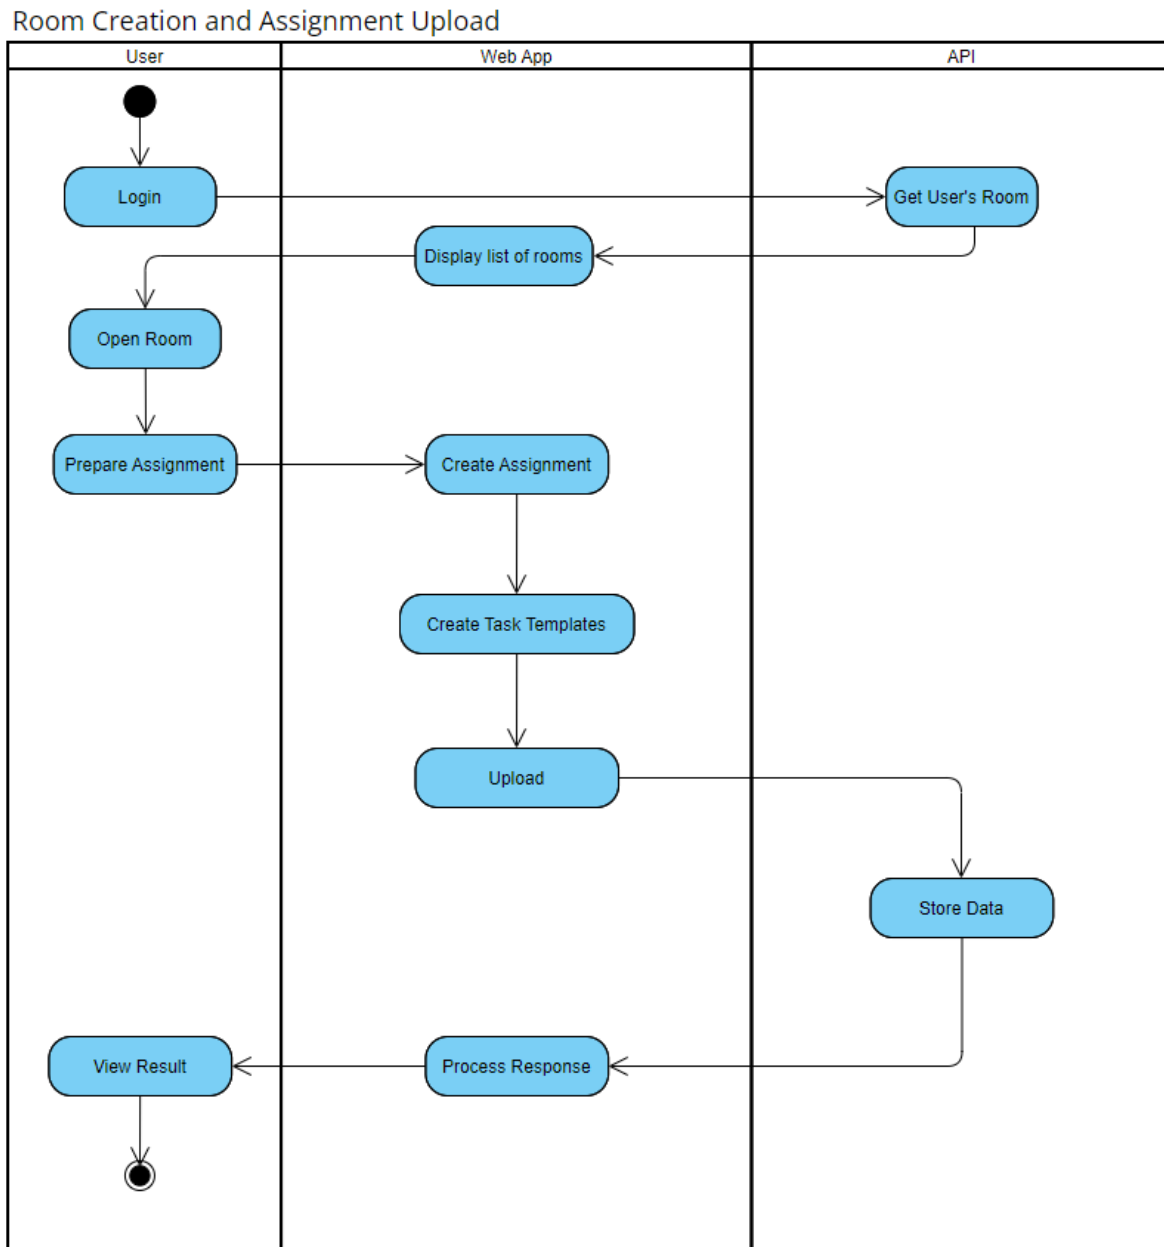 Room Creation and Assignment Upload
User
Web App
API
Login
Get User's Room
Display list of rooms
Open Room
Prepare Assignment
Create Assignment
Create Task Templates
Upload
Store Data
View Result
Process Response